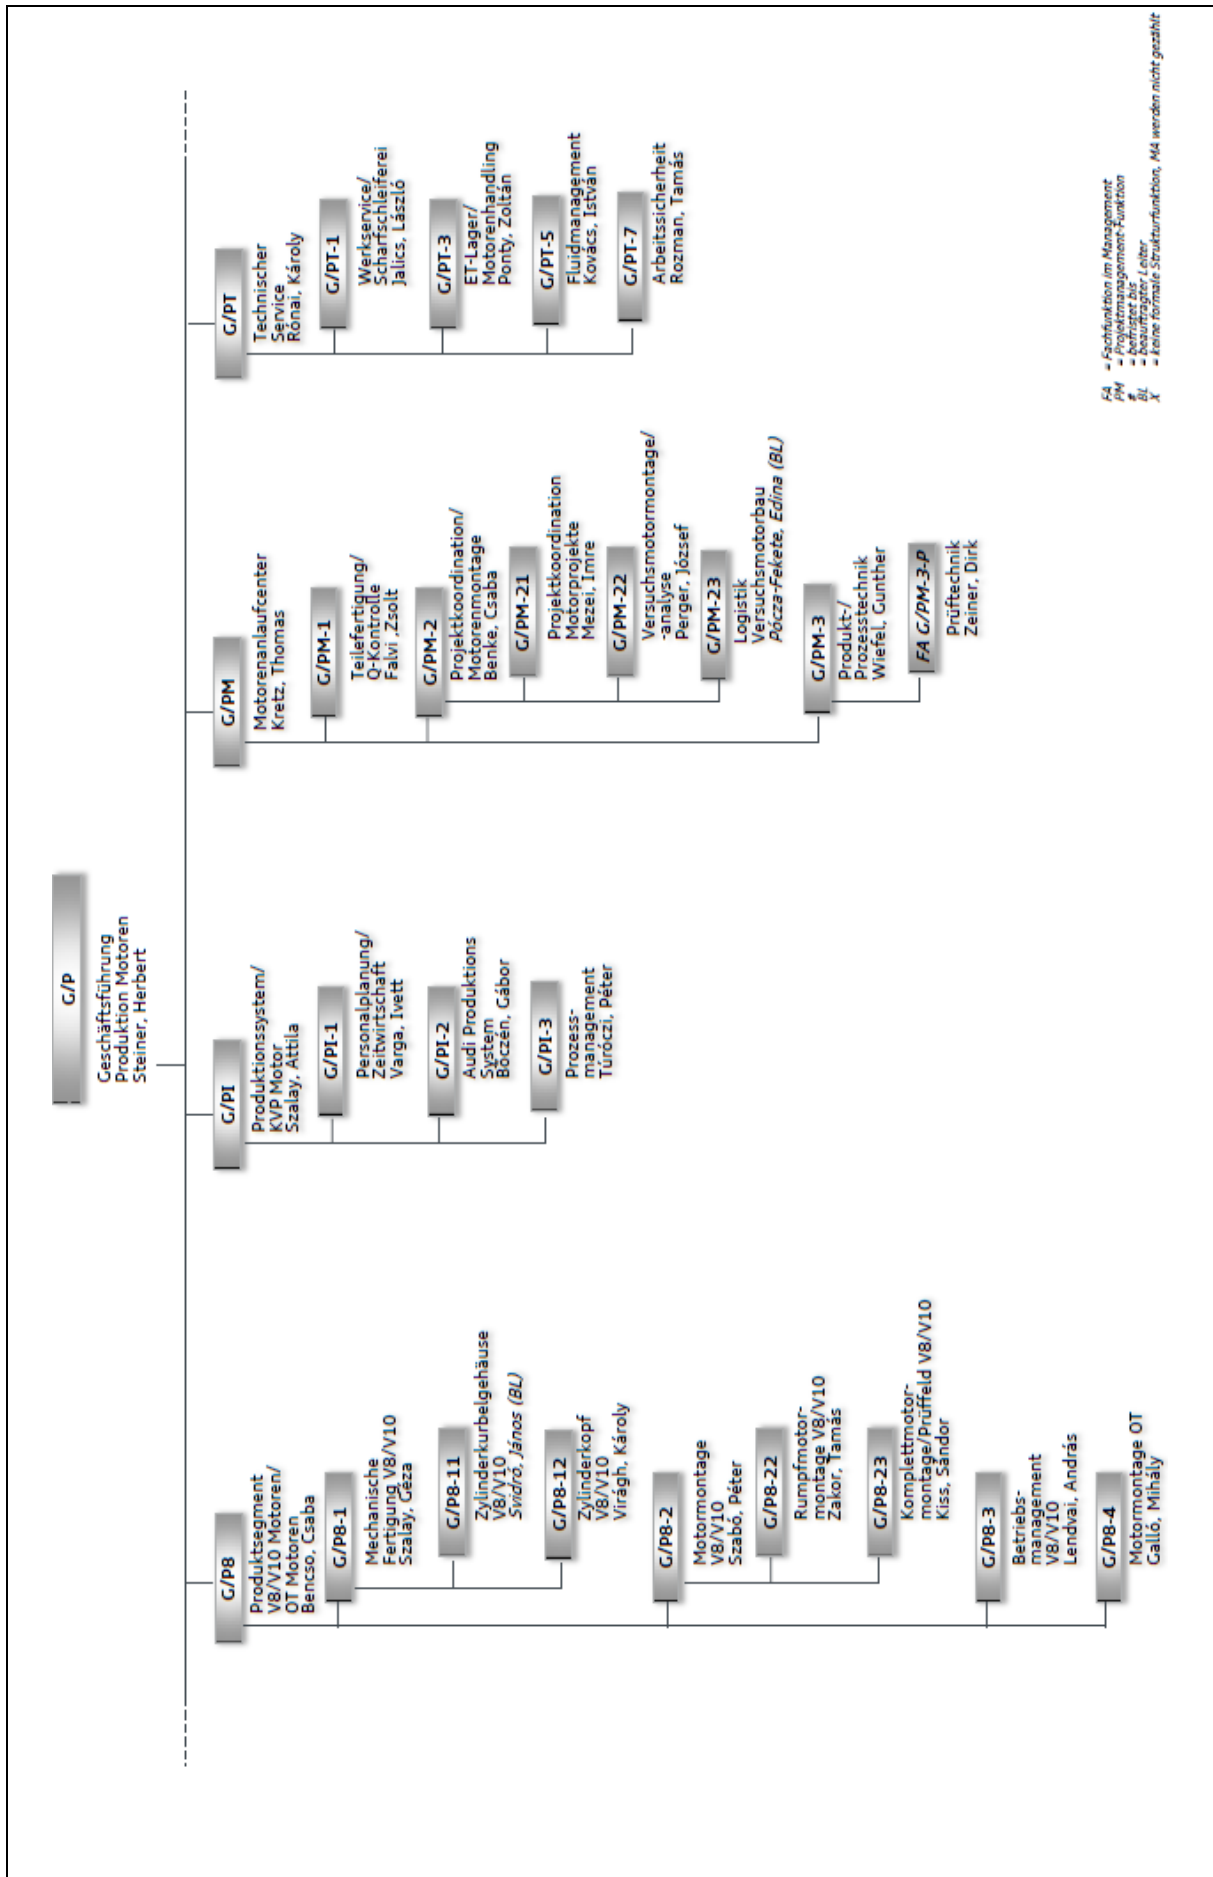 G/P
Geschäftsführung
Produktion Motoren
Steiner, Herbert
G/P8
Produktsegment
V8/V10 Motoren/
OT Motoren
Bencso, Csaba
G/P8-1
Mechanische
Fertigung V8/V10
Szalay, Géza
G/P8-11
Zylinderkurbelgehäuse
V8/V10
Svidró, János (BL)
G/P8-12
Zylinderkopf
V8/V10
Virágh, Károly
G/P8-2
Motormontage
V8/V10
Szabó, Péter
G/P8-22
Rumpfmotor-
montage V8/V10
Zakor, Tamás
G/P8-23
Komplettmotor-
montage/Prüffeld V8/V10
Kiss, Sándor
G/P8-3
Betriebs-
management
V8/V10
Lendvai, András
G/P8-4
Motormontage OT
Galló, Mihály
G/PI
Produktionssystem/
KVP Motor
Szalay, Attila
G/PI-1
Personalplanung/
Zeitwirtschaft
Varga, Ivett
G/PI-2
Audi Produktions
System
Böczén, Gábor
G/PI-3
Prozess-
management
Túróczi, Péter
G/PM
Motorenanlaufcenter
Kretz, Thomas
G/PM-1
Teilefertigung/
Q-Kontrolle
Falvi ,Zsolt
G/PM-2
Projektkoordination/
Motorenmontage
Benke, Csaba
G/PM-21
Projektkoordination
Motorprojekte
Mezei, Imre
G/PM-22
Versuchsmotormontage/
-analyse
Perger, József
G/PM-23
Logistik
Versuchsmotorbau
Pócza-Fekete, Edina (BL)
G/PM-3
Produkt-/
Prozesstechnik
Wiefel, Gunther
FA G/PM-3-P
Prüftechnik
Zeiner, Dirk
G/PT
Technischer
Service
Rónai, Károly
G/PT-1
Werkservice/
Scharfschleiferei
Jalics, László
G/PT-3
ET-Lager/
Motorenhandling
Ponty, Zoltán
G/PT-5
Fluidmanagement
Kovács, István
G/PT-7
Arbeitssicherheit
Rozman, Tamás
FA = Fachfunktion im Management
PM = Projektmanagement-Funktion
# = befristet bis
BL = beauftragter Leiter
X = keine formale Strukturfunktion, MA werden nicht gezählt